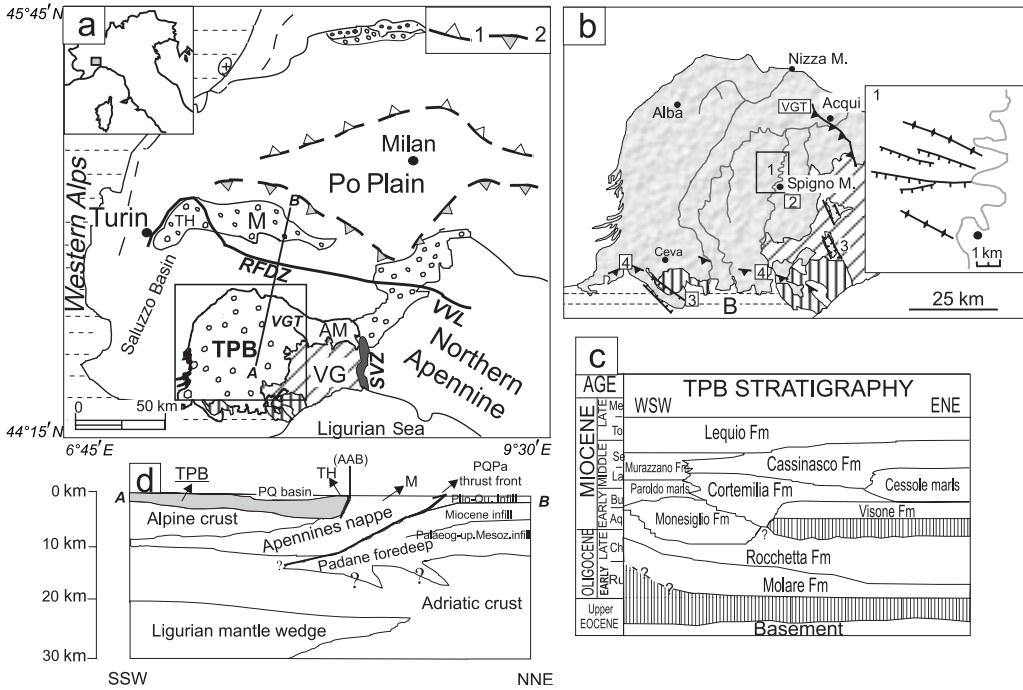 45°45′N
a
1
2
Milan
Po Plain
Western Alps
Turin
TH
M
B
Saluzzo Basin
RFDZ
VVL
VGT
AM
TPB
A
VG
SVZ
Northern
Apennine
0
50 km
Ligurian Sea
44°15′N
6°45′ E
9°30′ E
b
Nizza M.
Alba
VGT
Acqui
1
Spigno M.
2
3
Ceva
4
4
3
B
25 km
1
1 km
c
AGE
TPB STRATIGRAPHY
WSW
ENE
MIOCENE
LATE
MIDDLE
EARLY
Me
To
Se
La
Bu
Aq
OLIGOCENE
LATE
EARLY
Ch
Ru
Upper
EOCENE
Lequio Fm
Murazzano Fm
Cassinasco Fm
Paroldo marls
Cortemilia Fm
Cessole marls
Monesiglio Fm
Visone Fm
?
Rocchetta Fm
? ?
Molare Fm
Basement
d
TPB
(AAB)
TH
M
PQPa
thrust front
0 km
A
PQ basin
Plio-Qu. Infill
B
Alpine crust
Apennines nappe
Miocene infill
Palaeog-up.Mesoz.infill
10 km
?
Padane foredeep
? ?
Adriatic crust
20 km
Ligurian mantle wedge
30 km
SSW
NNE